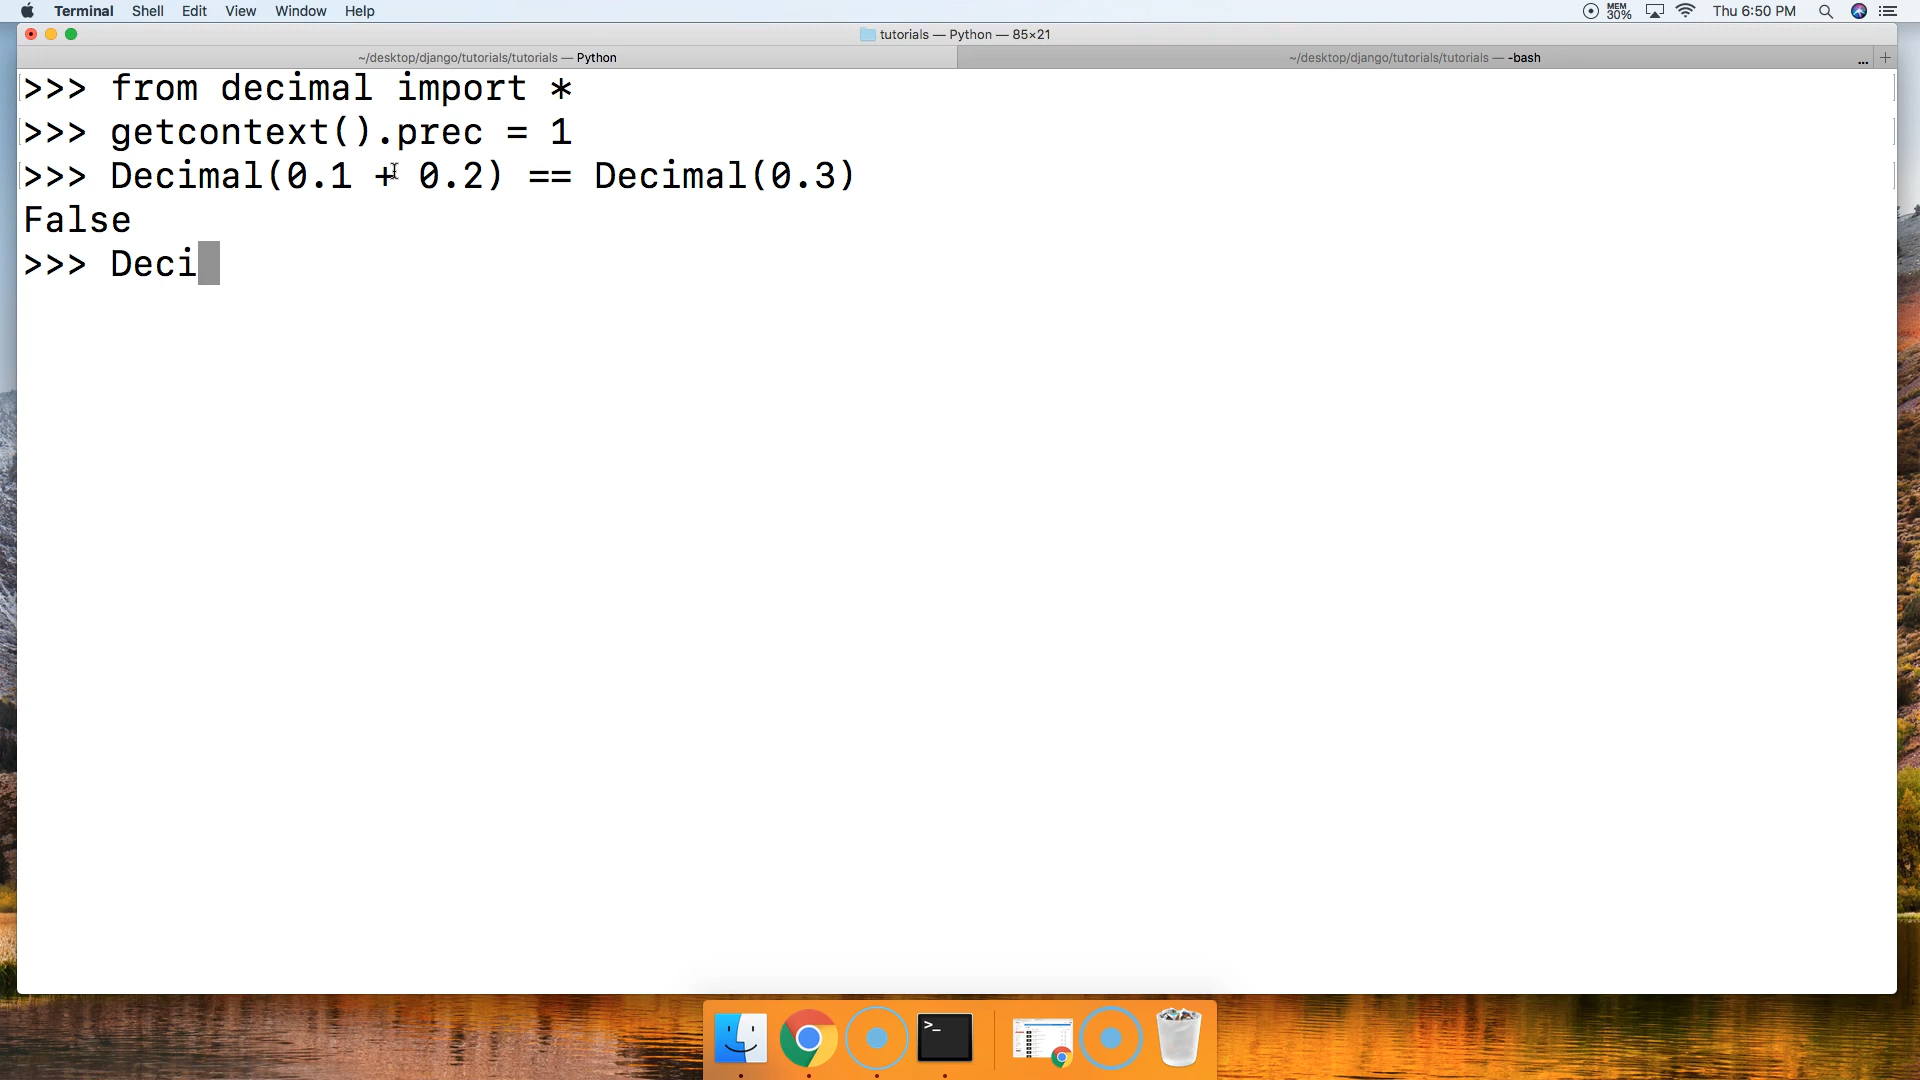 Terminal Shell Edit View Window Help MEM 30% Thu 6:50 PM
tutorials — Python — 85×21
~/desktop/django/tutorials/tutorials — Python ~/desktop/django/tutorials/tutorials — -bash ... +
>>> from decimal import *
>>> getcontext().prec = 1
>>> Decimal(0.1 + 0.2) == Decimal(0.3)
False
>>> Deci
>_